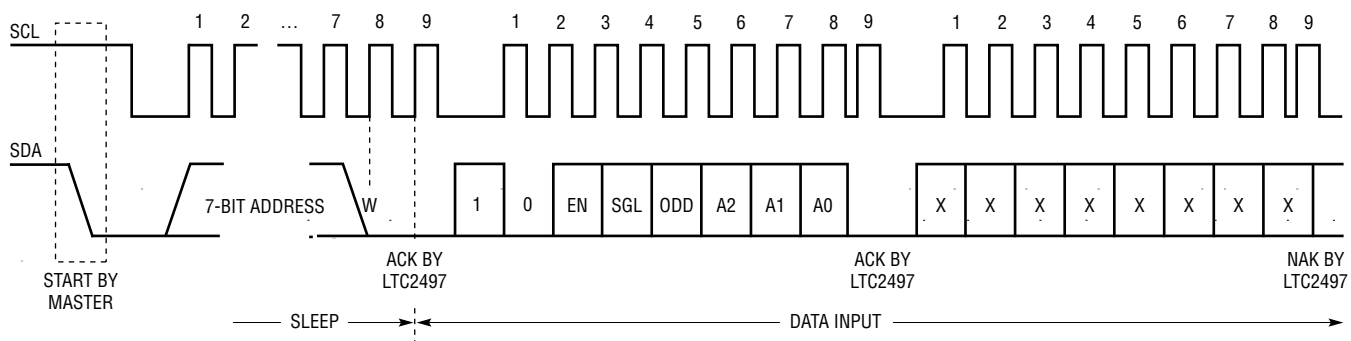 1 2 … 7 8 9 1 2 3 4 5 6 7 8 9 1 2 3 4 5 6 7 8 9
SCL
SDA
7-BIT ADDRESS W 1 0 EN SGL ODD A2 A1 A0 X X X X X X X X
START BY
MASTER
ACK BY
LTC2497
ACK BY
LTC2497
NAK BY
LTC2497
SLEEP DATA INPUT